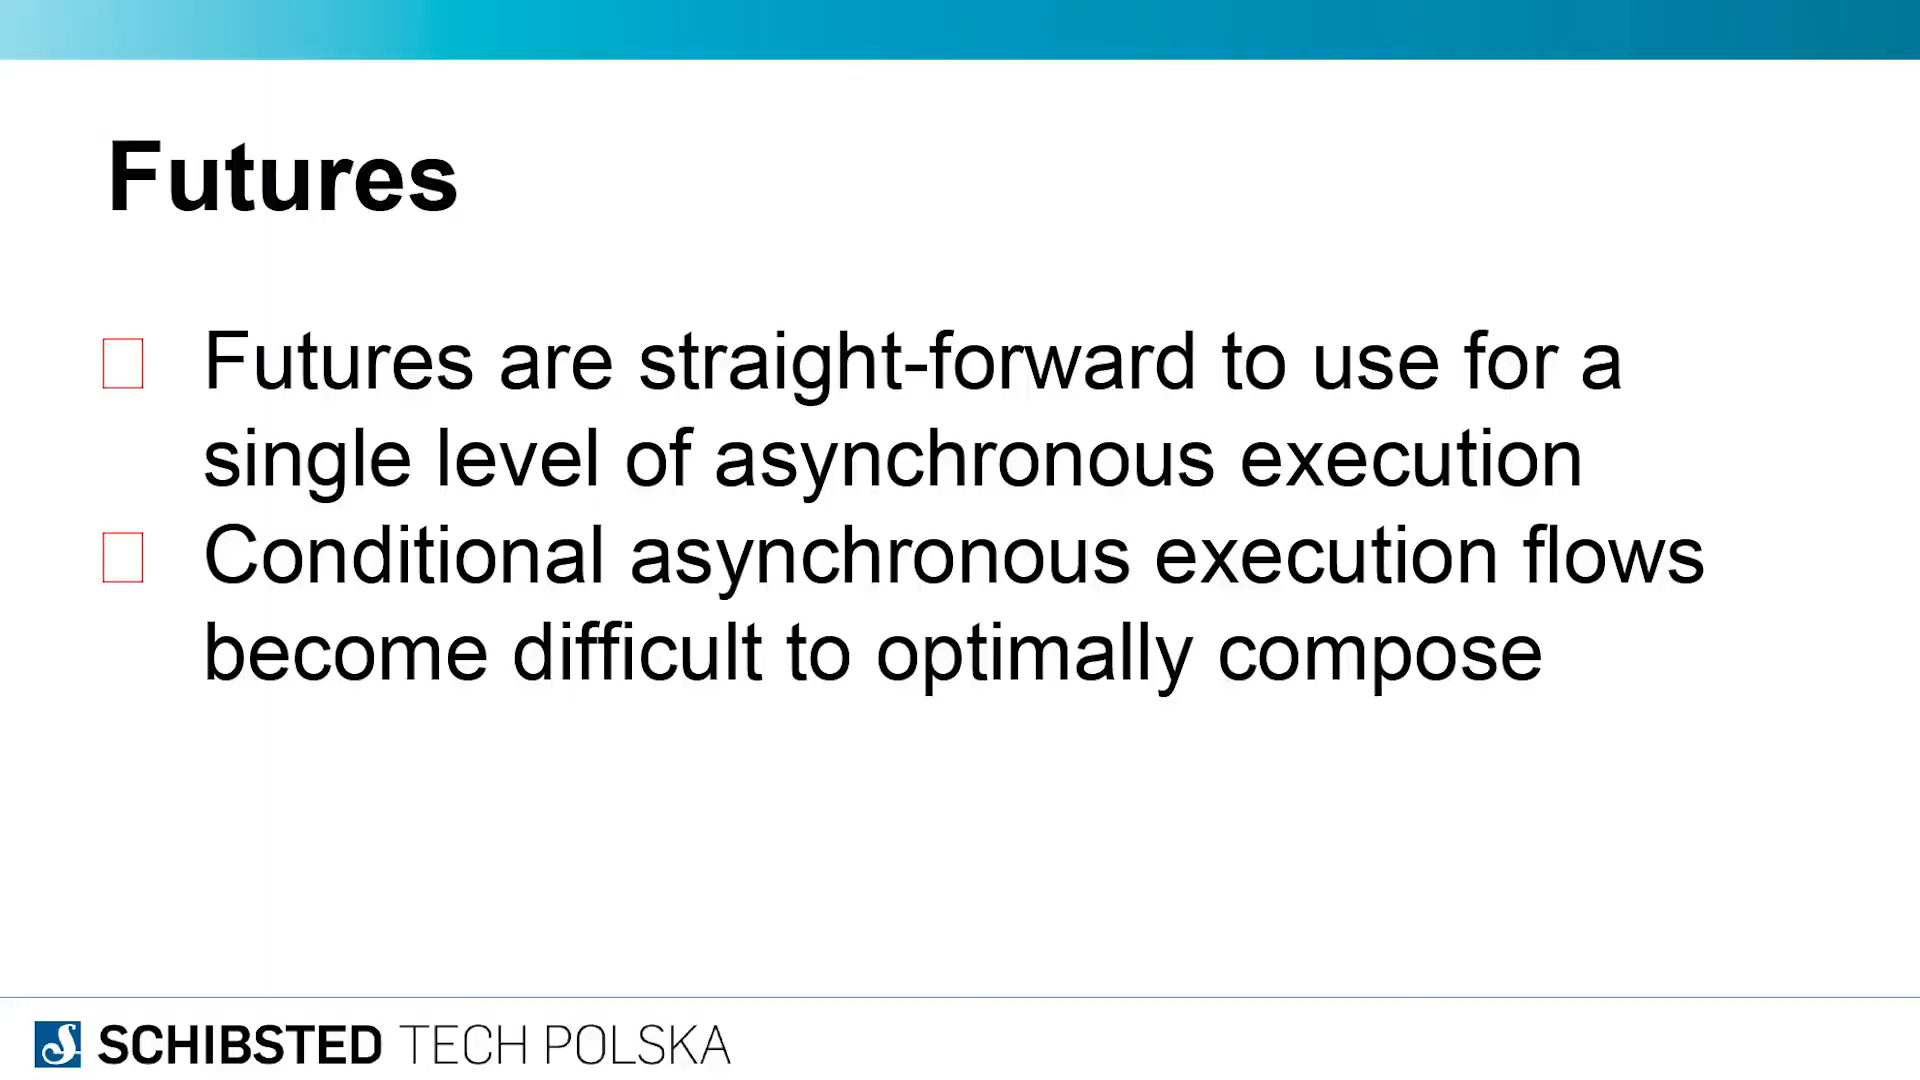 Futures
Futures are straight-forward to use for a
single level of asynchronous execution
Conditional asynchronous execution flows
become difficult to optimally compose
SCHIBSTED TECH POLSKA